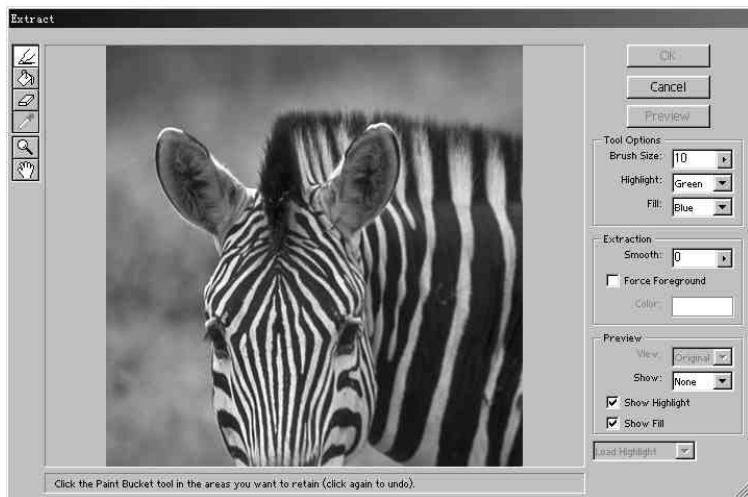 Extract
OK
Cancel
Preview
Tool Options
Brush Size: 10
Highlight: Green
Fill: Blue
Extraction
Smooth: 0
Force Foreground
Color:
Preview
View: Original
Show: None
Show Highlight
Show Fill
Load Highlight
Click the Paint Bucket tool in the areas you want to retain (click again to undo).